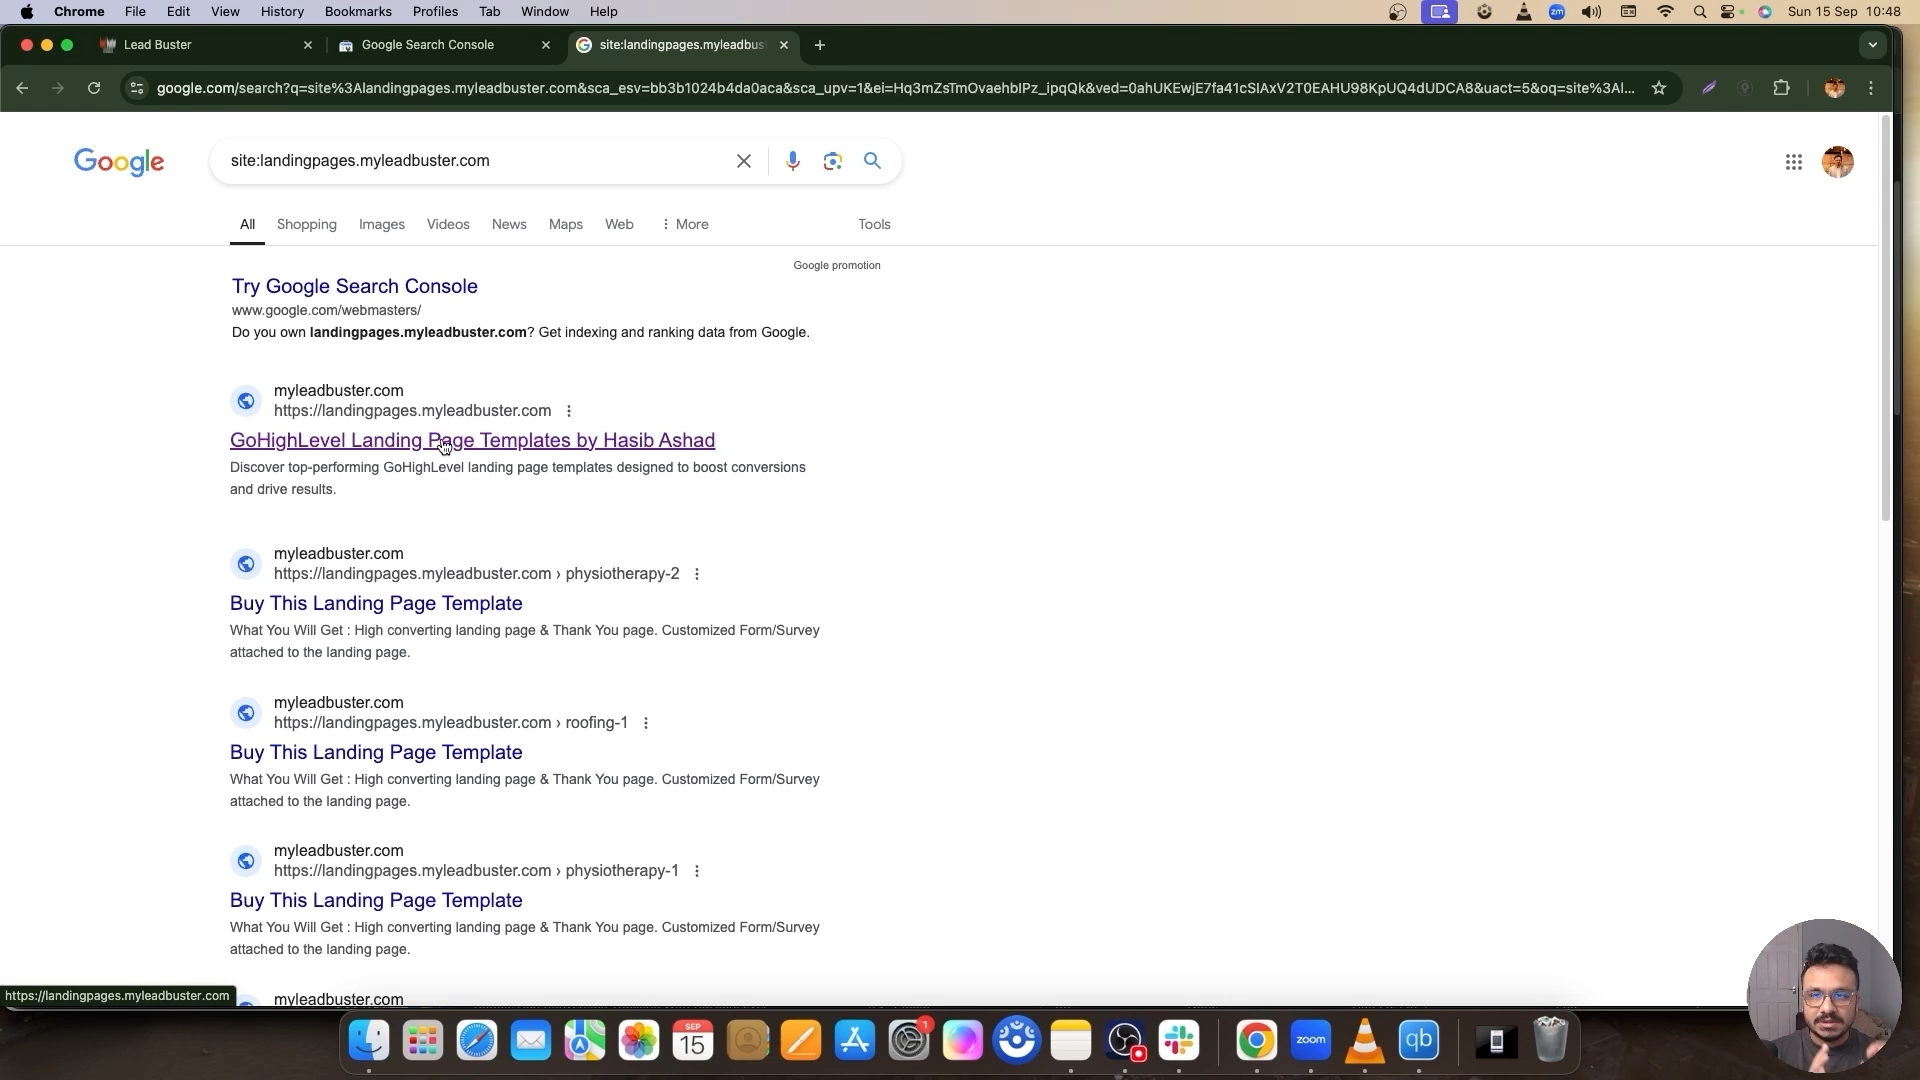 Chrome File Edit View History Bookmarks Profiles Tab Window Help
zm
Sun 15 Sep 10:48
Lead Buster
Google Search Console
site:landingpages.myleadbus
google.com/search?q=site%3Alandingpages.myleadbuster.com&sca_esv=bb3b1024b4da0aca&sca_upv=1&ei=Hq3mZsTmOvaehbIPz_ipqQk&ved=0ahUKEwjE7fa41cSIAxV2T0EAHU98KpUQ4dUDCA8&uact=5&oq=site%3Al...
Google
site:landingpages.myleadbuster.com
All Shopping Images Videos News Maps Web More Tools
Google promotion
Try Google Search Console
www.google.com/webmasters/
Do you own landingpages.myleadbuster.com? Get indexing and ranking data from Google.
myleadbuster.com
https://landingpages.myleadbuster.com
GoHighLevel Landing Page Templates by Hasib Ashad
Discover top-performing GoHighLevel landing page templates designed to boost conversions
and drive results.
myleadbuster.com
https://landingpages.myleadbuster.com › physiotherapy-2
Buy This Landing Page Template
What You Will Get : High converting landing page & Thank You page. Customized Form/Survey
attached to the landing page.
myleadbuster.com
https://landingpages.myleadbuster.com › roofing-1
Buy This Landing Page Template
What You Will Get : High converting landing page & Thank You page. Customized Form/Survey
attached to the landing page.
myleadbuster.com
https://landingpages.myleadbuster.com › physiotherapy-1
Buy This Landing Page Template
What You Will Get : High converting landing page & Thank You page. Customized Form/Survey
attached to the landing page.
myleadbuster.com
https://landingpages.myleadbuster.com
SEP
15
1
zoom
qb